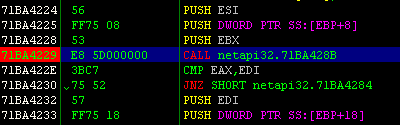 71BA4224 56 PUSH ESI
71BA4225 FF75 08 PUSH DWORD PTR SS:[EBP+8]
71BA4228 53 PUSH EBX
71BA4229 E8 5D000000 CALL netapi32.71BA428B
71BA422E 3BC7 CMP EAX,EDI
71BA4230 75 52 JNZ SHORT netapi32.71BA4284
71BA4232 57 PUSH EDI
71BA4233 FF75 18 PUSH DWORD PTR SS:[EBP+18]